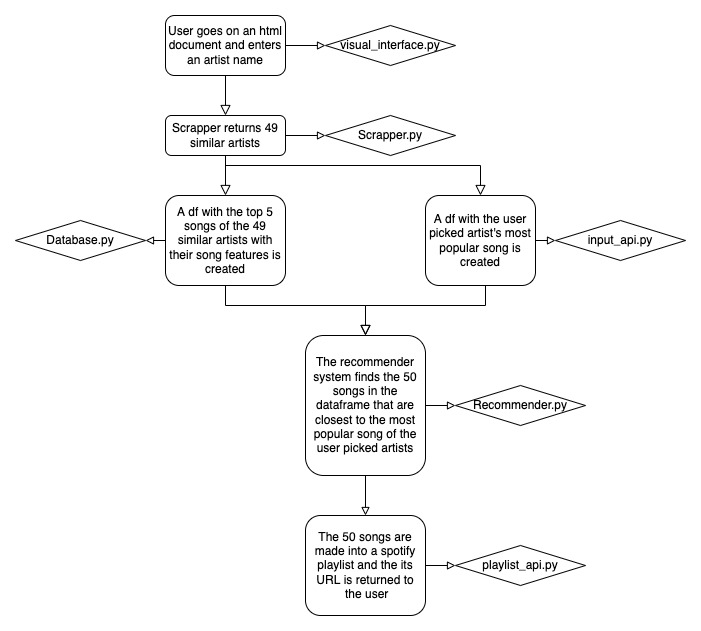 User goes on an html
document and enters
an artist name
visual_interface.py
Scrapper returns 49
similar artists
Scrapper.py
A df with the top 5
songs of the 49
similar artists with
their song features is
created
Database.py
A df with the user
picked artist's most
popular song is
created
input_api.py
The recommender
system finds the 50
songs in the
dataframe that are
closest to the most
popular song of the
user picked artists
Recommender.py
The 50 songs are
made into a spotify
playlist and the its
URL is returned to
the user
playlist_api.py